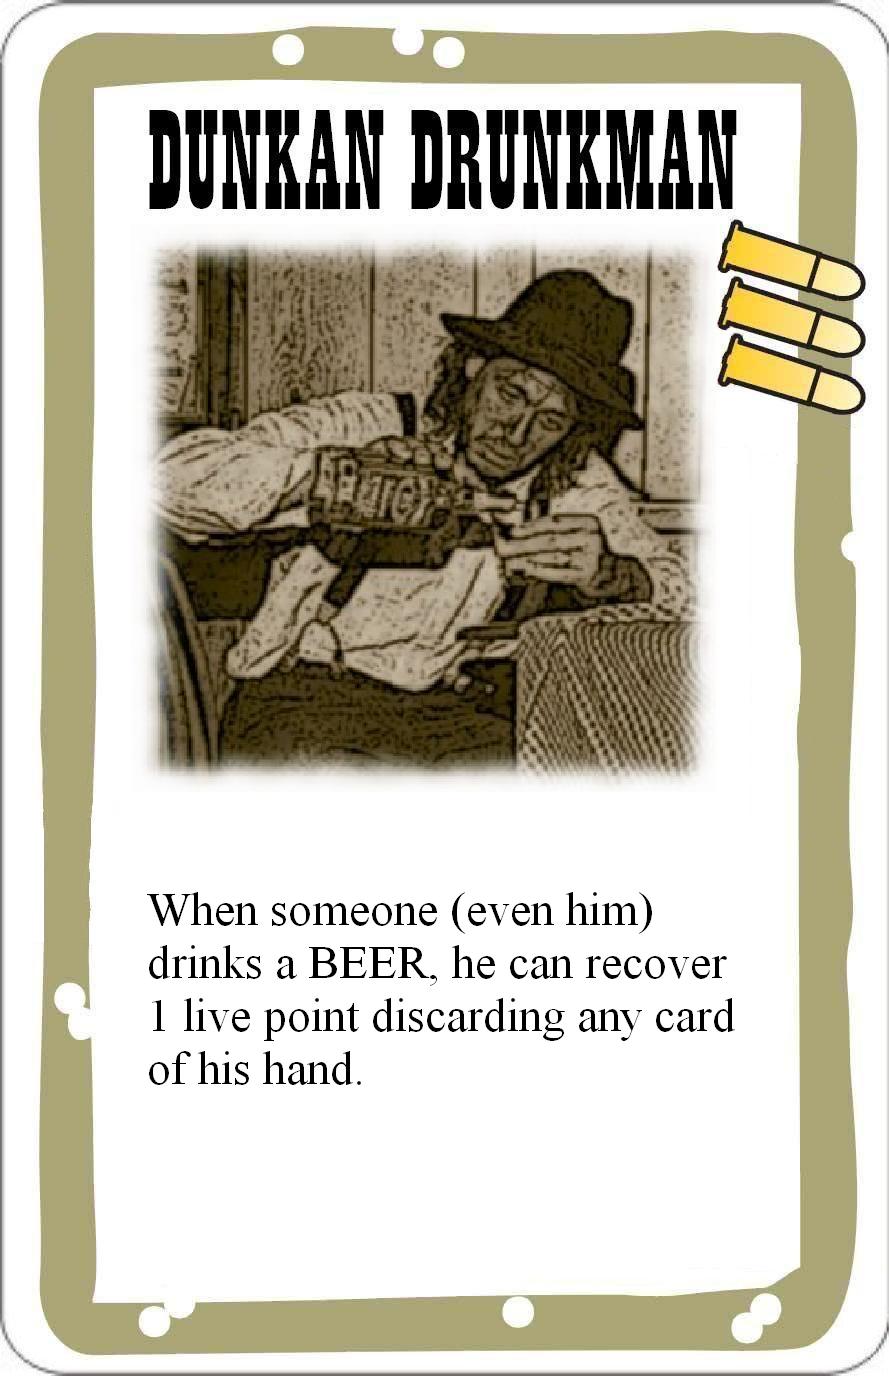 DUNKAN DRUNKMAN
When someone (even him)
drinks a BEER, he can recover
1 live point discarding any card
of his hand.